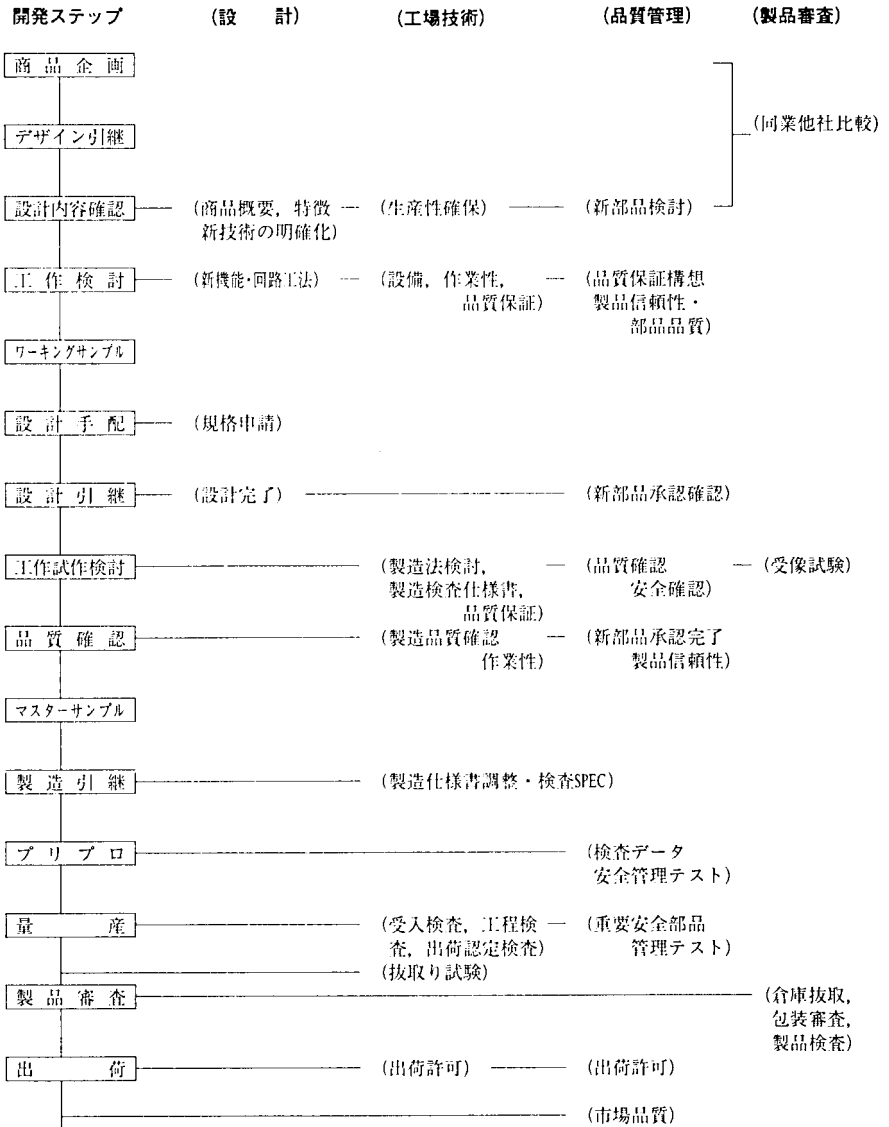 開発ステップ (設 計) (工場技術) (品質管理) (製品審査)
商品企画
(同業他社比較)
デザイン引継
設計内容確認 (商品概要,特徴 (生産性確保) (新部品検討)
新技術の明確化)
工作検討 (新機能・回路工法) (設備,作業性, (品質保証構想
品質保証) 製品信頼性・
部品品質)
ワーキングサンプル
設計手配 (規格申請)
設計引継 (設計完了) (新部品承認確認)
工作試作検討 (製造法検討, (品質確認 (受像試験)
製造検査仕様書, 安全確認)
品質保証)
品質確認 (製造品質確認 (新部品承認完了
作業性) 製品信頼性)
マスターサンプル
製造引継 (製造仕様書調整・検査SPEC)
プリプロ (検査データ
安全管理テスト)
量産 (受入検査,工程検 (重要安全部品
査,出荷認定検査) 管理テスト)
(抜取り試験)
製品審査 (倉庫抜取,
包装審査,
製品検査)
出荷 (出荷許可) (出荷許可)
(市場品質)